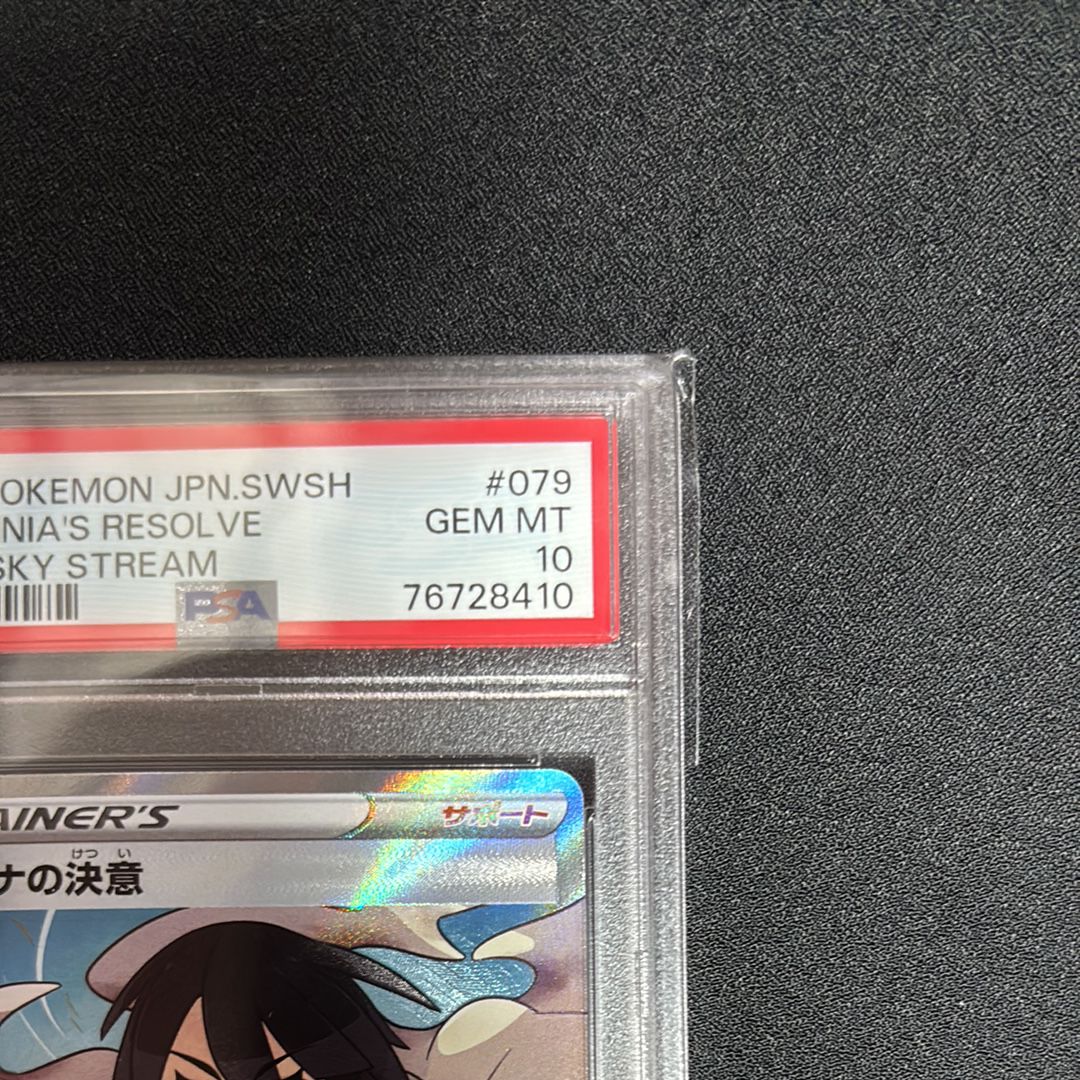 OKEMON JPN.SWSH #079
NIA'S RESOLVE GEM MT
SKY STREAM 10
PSA 76728410
AINER'S サポート
けつ い
ナの決意